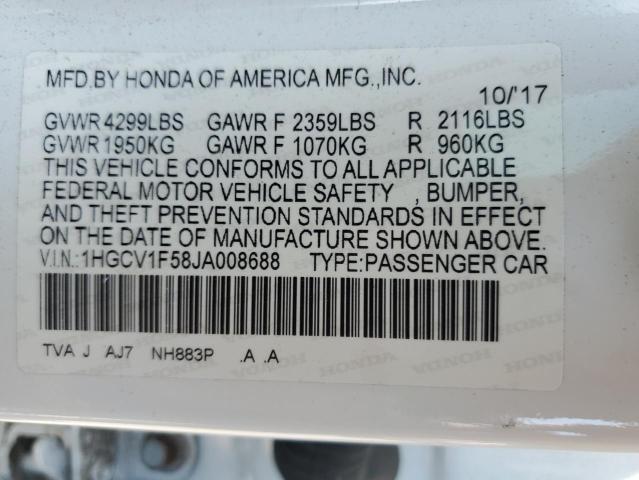 MFD.BY HONDA OF AMERICA MFG.,INC.
10/'17
GVWR 4299LBS GAWR F 2359LBS R 2116LBS
GVWR 1950KG GAWR F 1070KG R 960KG
THIS VEHICLE CONFORMS TO ALL APPLICABLE
FEDERAL MOTOR VEHICLE SAFETY , BUMPER,
AND THEFT PREVENTION STANDARDS IN EFFECT
ON THE DATE OF MANUFACTURE SHOWN ABOVE.
V.I.N.:1HGCV1F58JA008688 TYPE:PASSENGER CAR
TVA J AJ7 NH883P .A .A